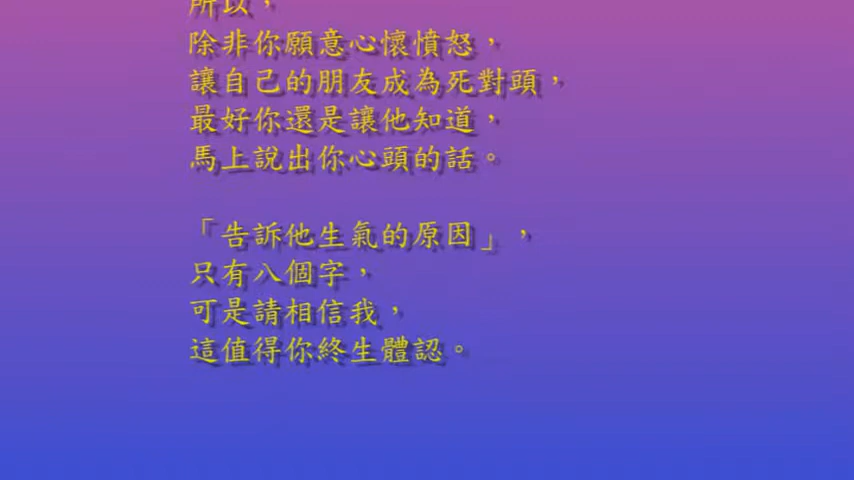 所以，
除非你願意心懷憤怒，
讓自己的朋友成為死對頭，
最好你還是讓他知道，
馬上說出你心頭的話。
「告訴他生氣的原因」，
只有八個字，
可是請相信我，
這值得你終生體認。